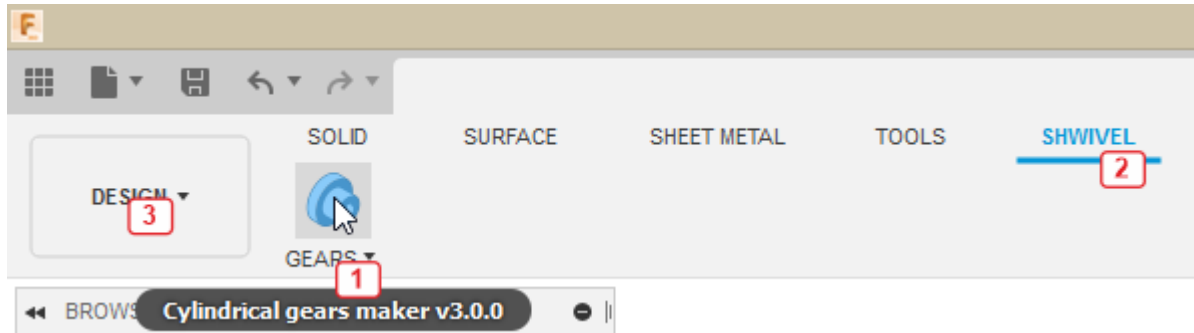 SOLID SURFACE SHEET METAL TOOLS SHWIVEL
2
DESIGN
3
GEARS
1
BROWS Cylindrical gears maker v3.0.0